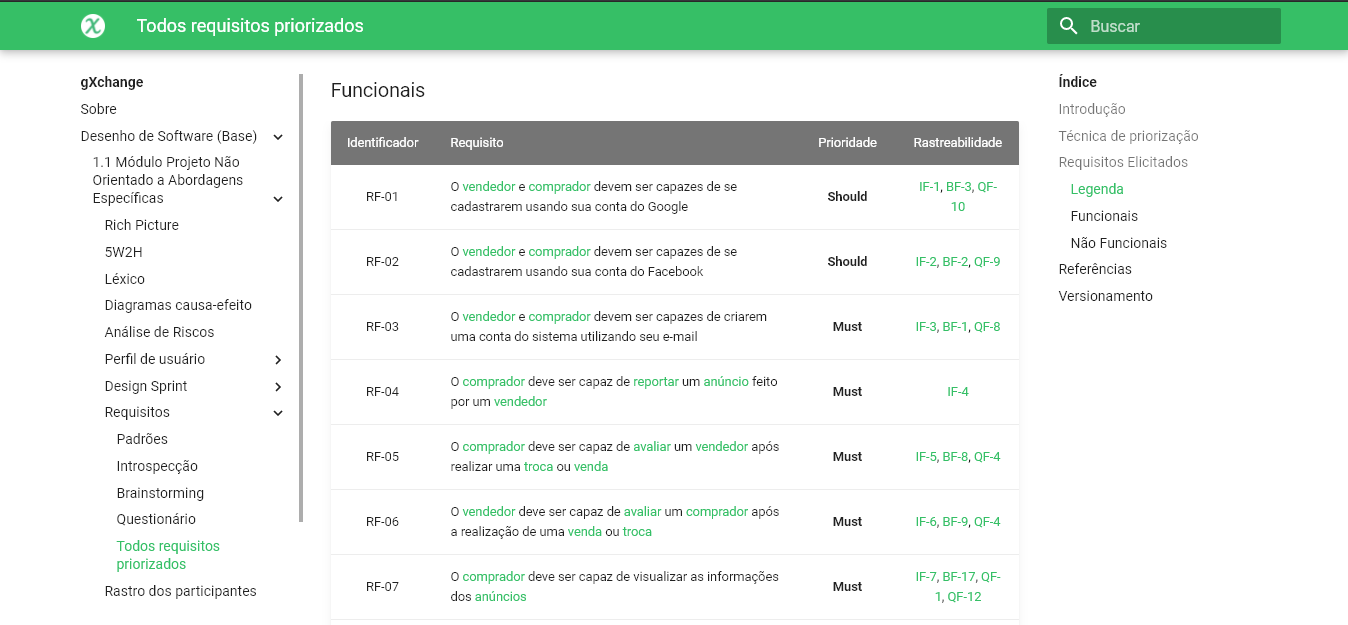 Todos requisitos priorizados
Buscar
gXchange
Sobre
Desenho de Software (Base)
1.1 Módulo Projeto Não
Orientado a Abordagens
Específicas
Rich Picture
5W2H
Léxico
Diagramas causa-efeito
Análise de Riscos
Perfil de usuário
Design Sprint
Requisitos
Padrões
Introspecção
Brainstorming
Questionário
Todos requisitos
priorizados
Rastro dos participantes
Funcionais
Identificador Requisito Prioridade Rastreabilidade
RF-01 O vendedor e comprador devem ser capazes de se
cadastrarem usando sua conta do Google Should IF-1, BF-3, QF-
10
RF-02 O vendedor e comprador devem ser capazes de se
cadastrarem usando sua conta do Facebook Should IF-2, BF-2, QF-9
RF-03 O vendedor e comprador devem ser capazes de criarem
uma conta do sistema utilizando seu e-mail Must IF-3, BF-1, QF-8
RF-04 O comprador deve ser capaz de reportar um anúncio feito
por um vendedor Must IF-4
RF-05 O comprador deve ser capaz de avaliar um vendedor após
realizar uma troca ou venda Must IF-5, BF-8, QF-4
RF-06 O vendedor deve ser capaz de avaliar um comprador após
a realização de uma venda ou troca Must IF-6, BF-9, QF-4
RF-07 O comprador deve ser capaz de visualizar as informações
dos anúncios Must IF-7, BF-17, QF-
1, QF-12
Índice
Introdução
Técnica de priorização
Requisitos Elicitados
Legenda
Funcionais
Não Funcionais
Referências
Versionamento